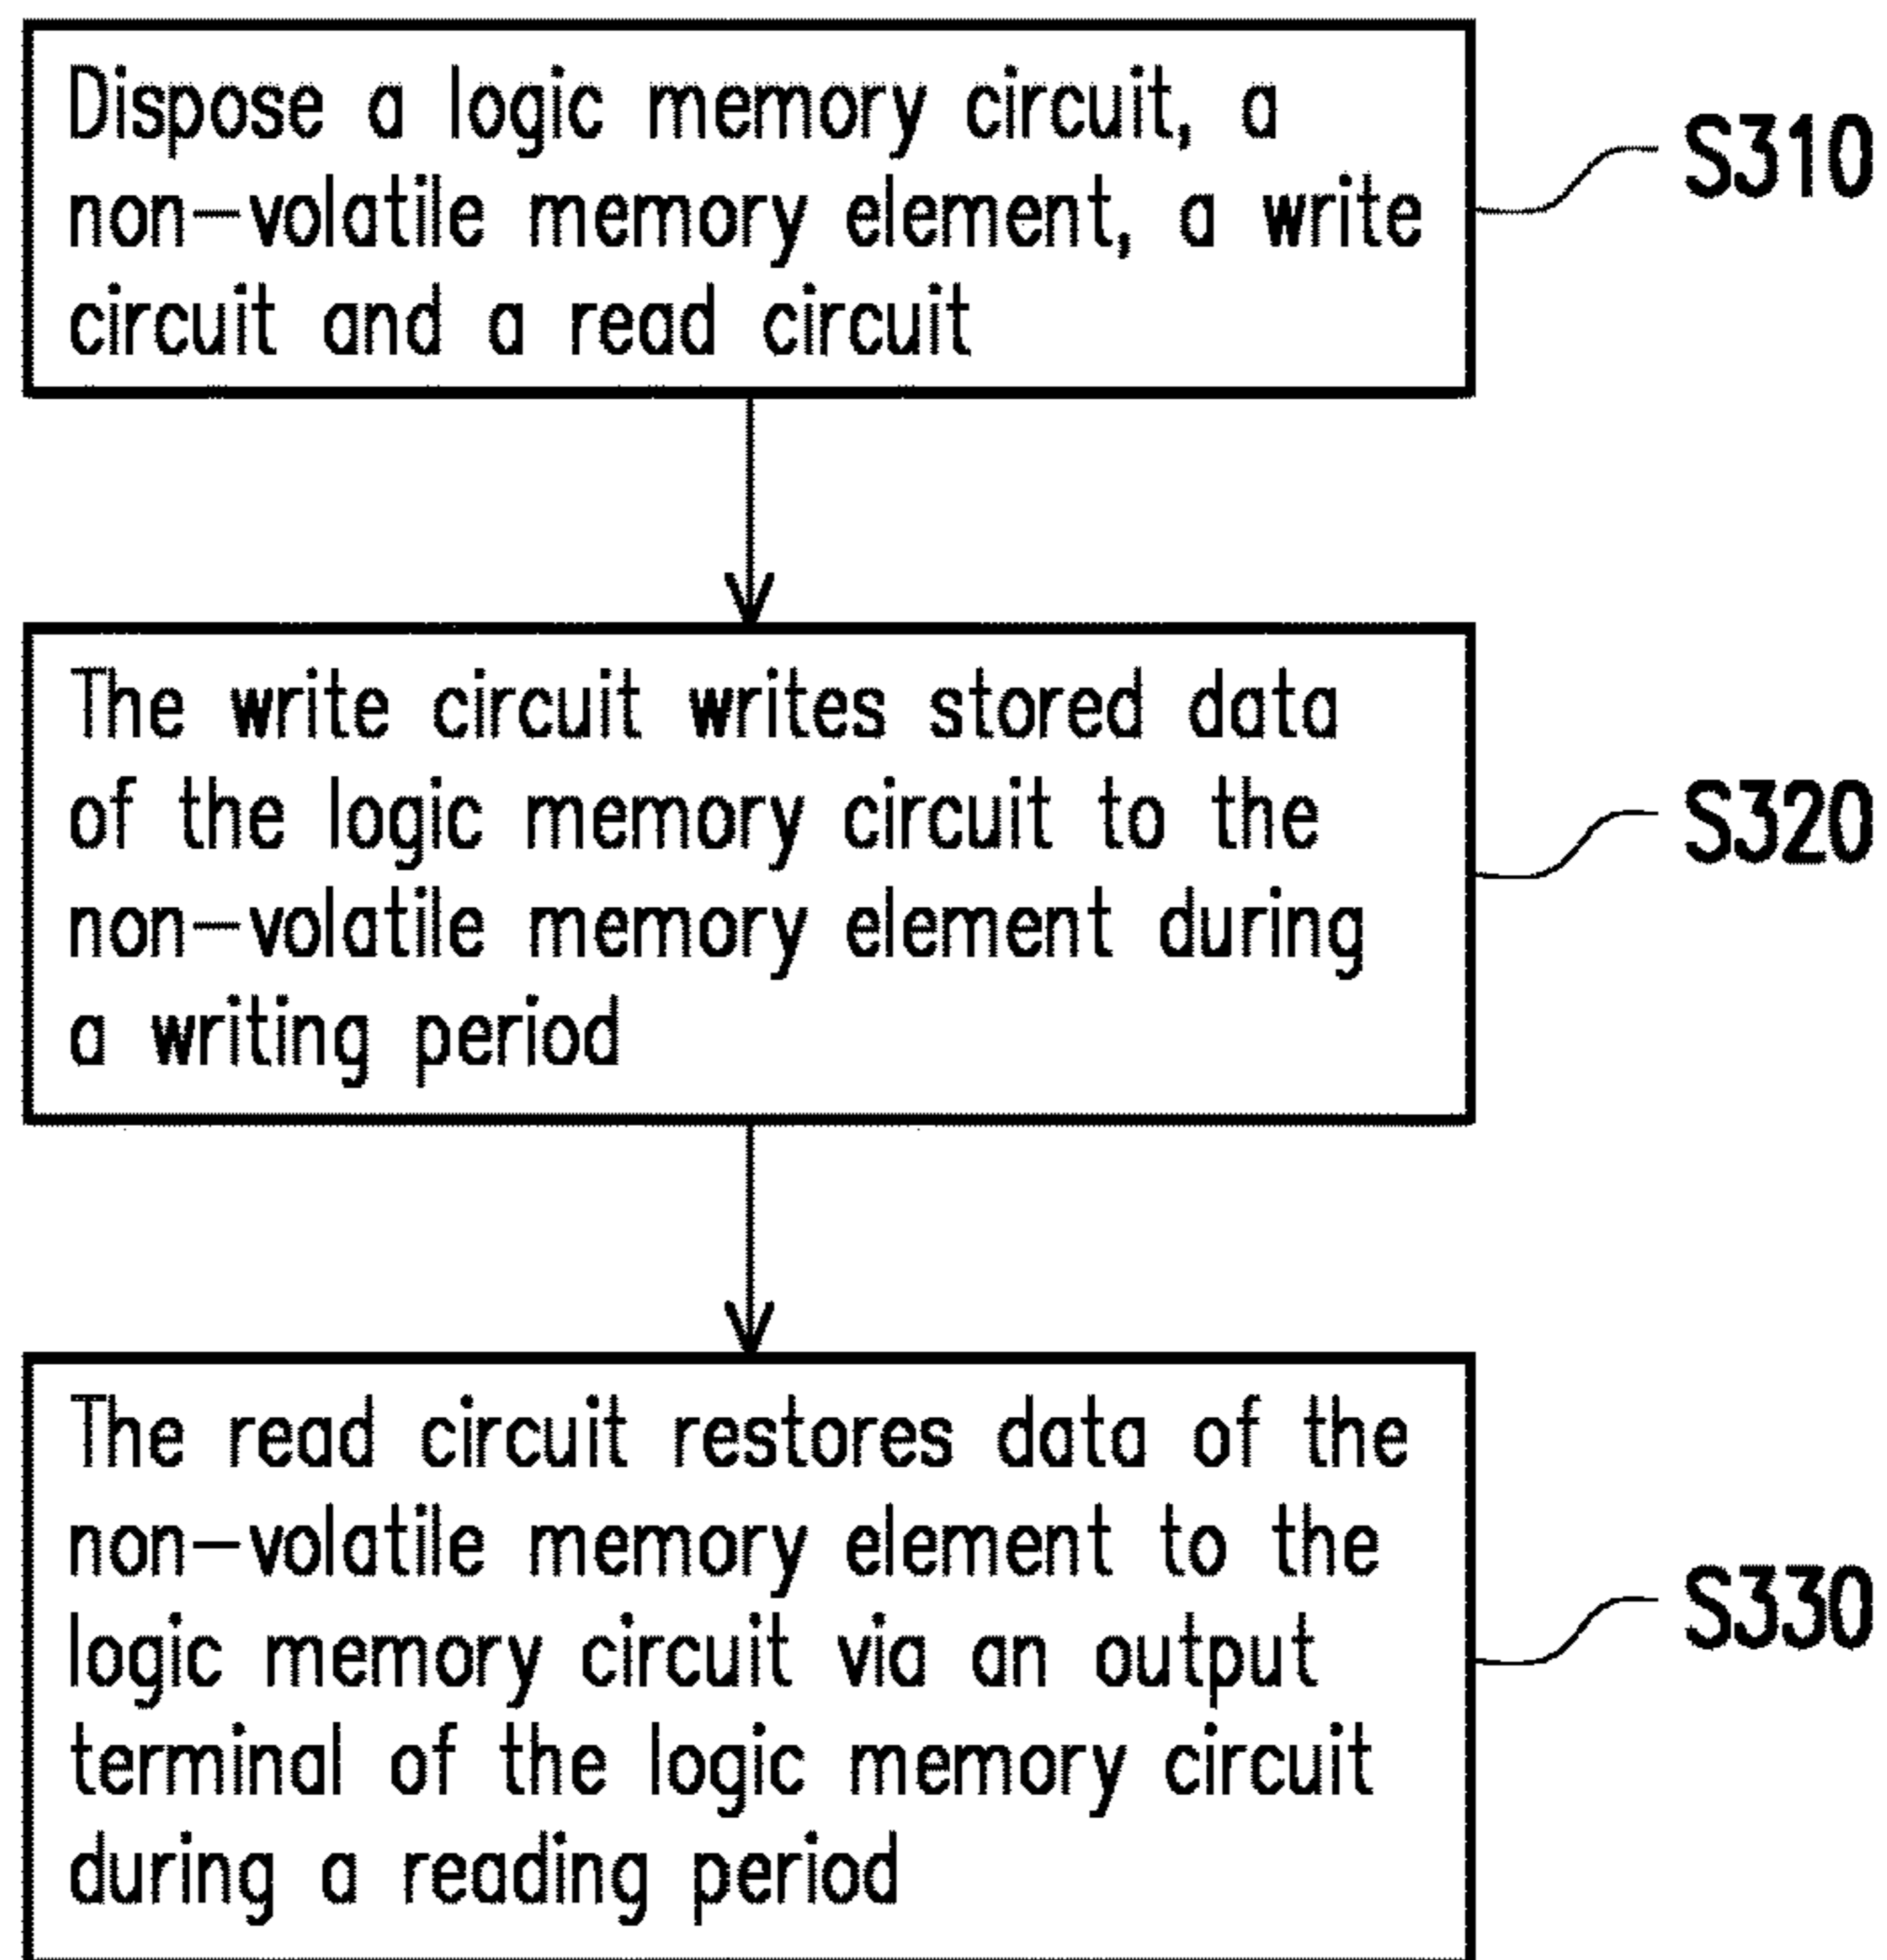 Dispose a logic memory circuit, a
non-volatile memory element, a write
circuit and a read circuit
S310
The write circuit writes stored data
of the logic memory circuit to the
non-volatile memory element during
a writing period
S320
The read circuit restores data of the
non-volatile memory element to the
logic memory circuit via an output
terminal of the logic memory circuit
during a reading period
S330